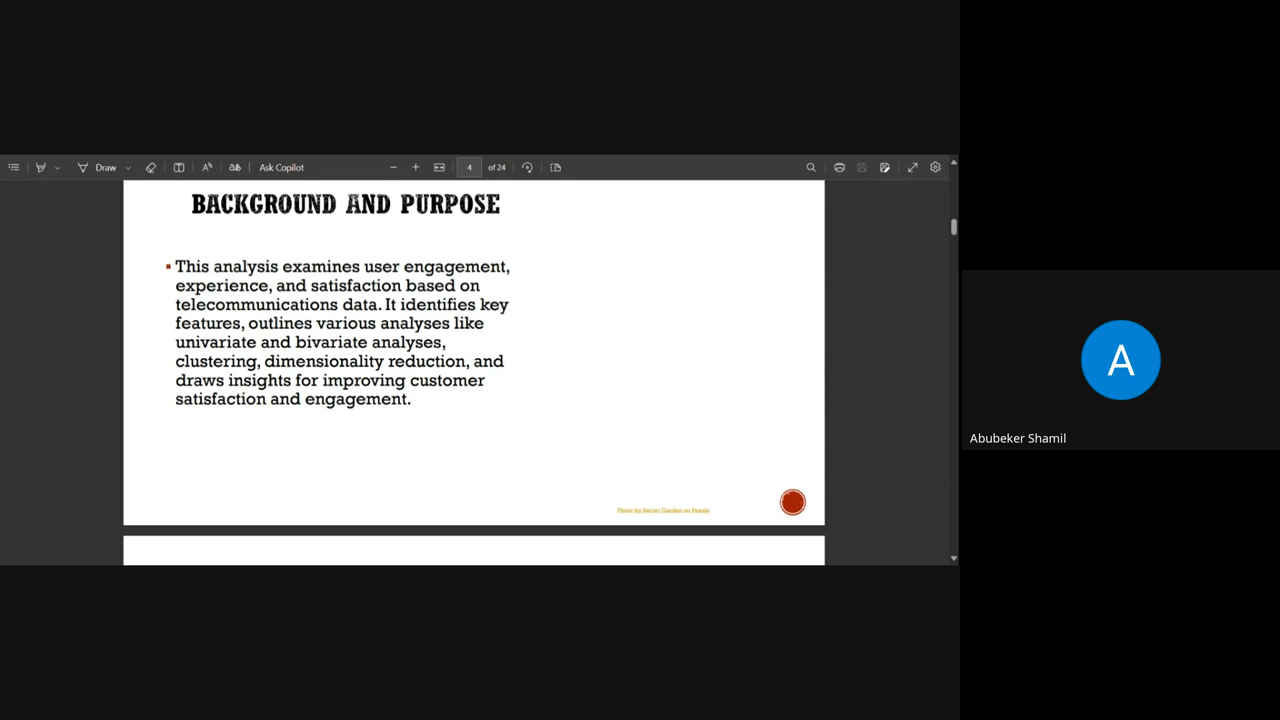 Draw
Ask Copilot
4 of 24
BACKGROUND AND PURPOSE
This analysis examines user engagement,
experience, and satisfaction based on
telecommunications data. It identifies key
features, outlines various analyses like
univariate and bivariate analyses,
clustering, dimensionality reduction, and
draws insights for improving customer
satisfaction and engagement.
A
Abubeker Shamil